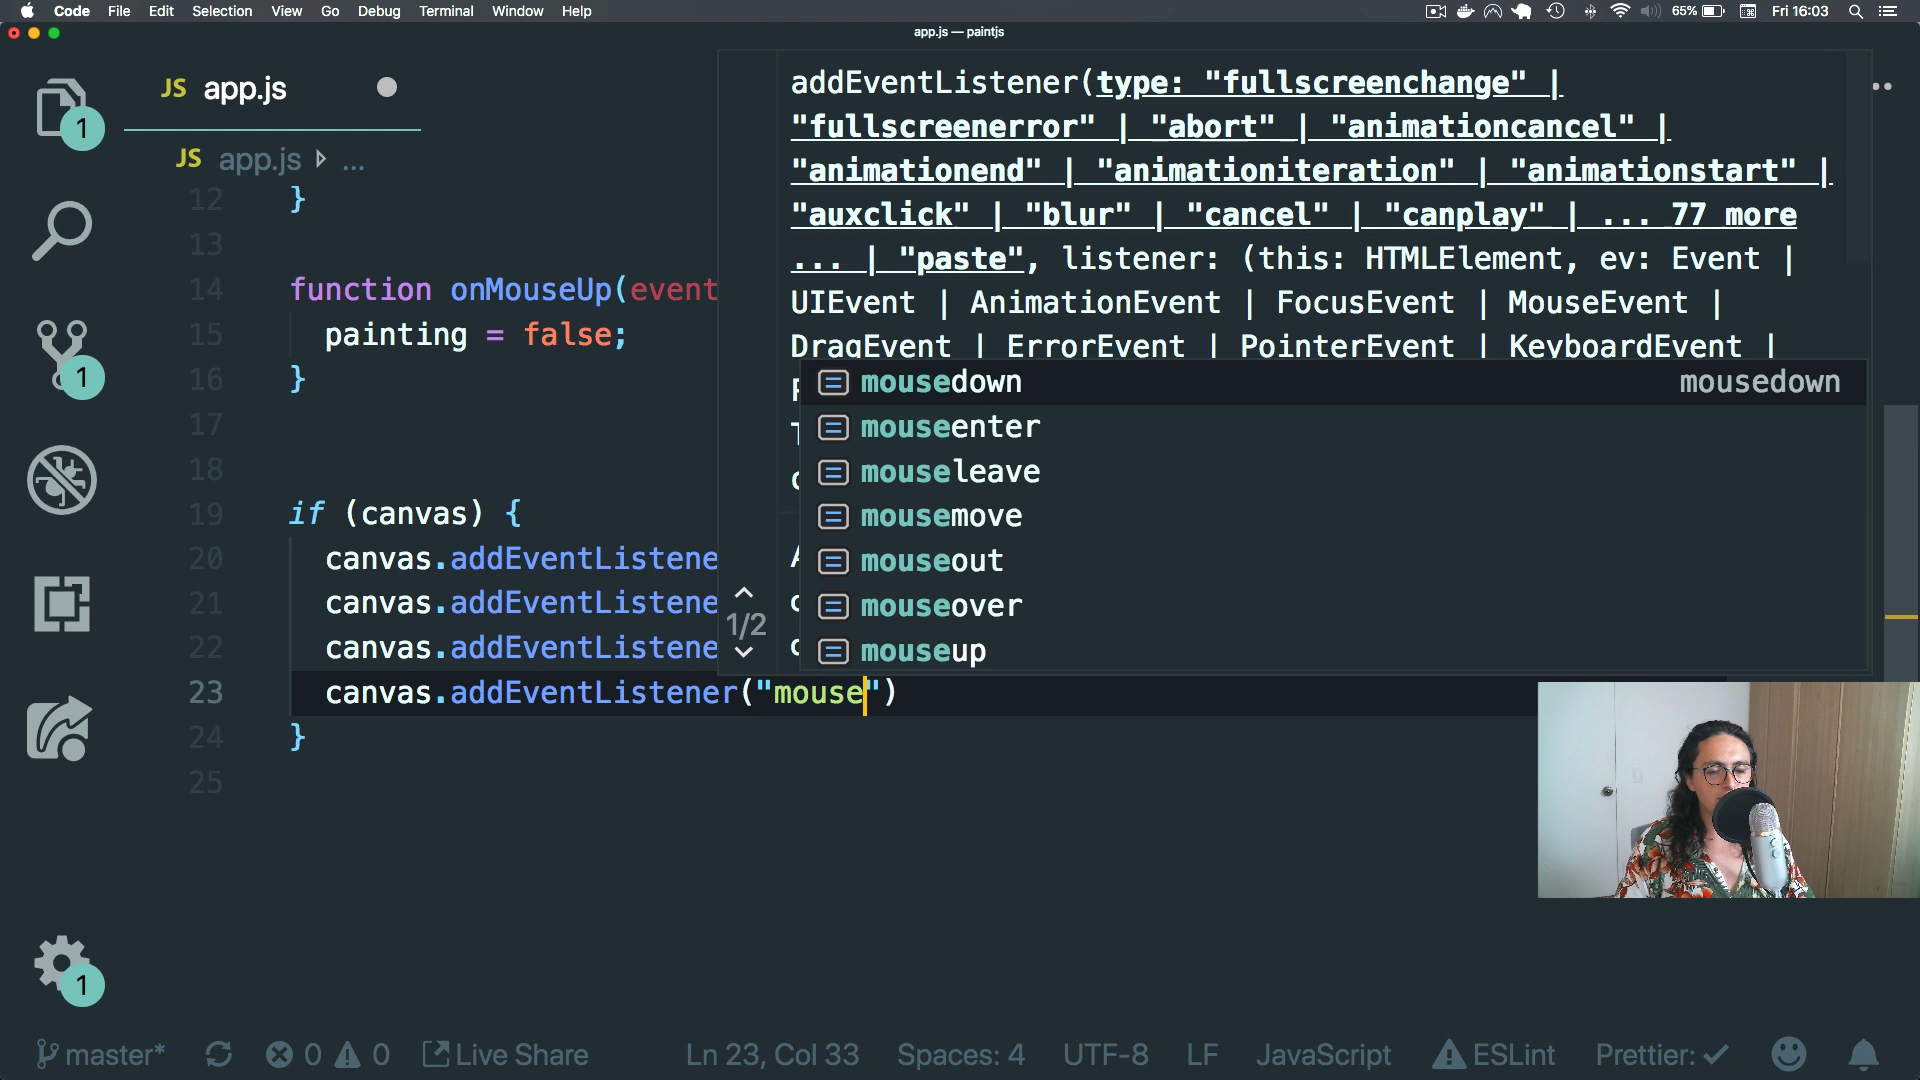 Code File Edit Selection View Go Debug Terminal Window Help
65% Fri 16:03
app.js — paintjs
JS app.js
1
JS app.js ...
addEventListener(type: "fullscreenchange" |
"fullscreenerror" | "abort" | "animationcancel" |
"animationend" | "animationiteration" | "animationstart" |
"auxclick" | "blur" | "cancel" | "canplay" | ... 77 more
... | "paste", listener: (this: HTMLElement, ev: Event |
UIEvent | AnimationEvent | FocusEvent | MouseEvent |
DragEvent | ErrorEvent | PointerEvent | KeyboardEvent |
12 }
13
14 function onMouseUp(event
15 painting = false;
16 }
17
18
19 if (canvas) {
20 canvas.addEventListene
21 canvas.addEventListene
22 canvas.addEventListene
23 canvas.addEventListener("mouse")
24 }
25
mousedown mousedown
mouseenter
mouseleave
mousemove
mouseout
mouseover
mouseup
1/2
1
1
master* 0 0 Live Share Ln 23, Col 33 Spaces: 4 UTF-8 LF JavaScript ESLint Prettier: